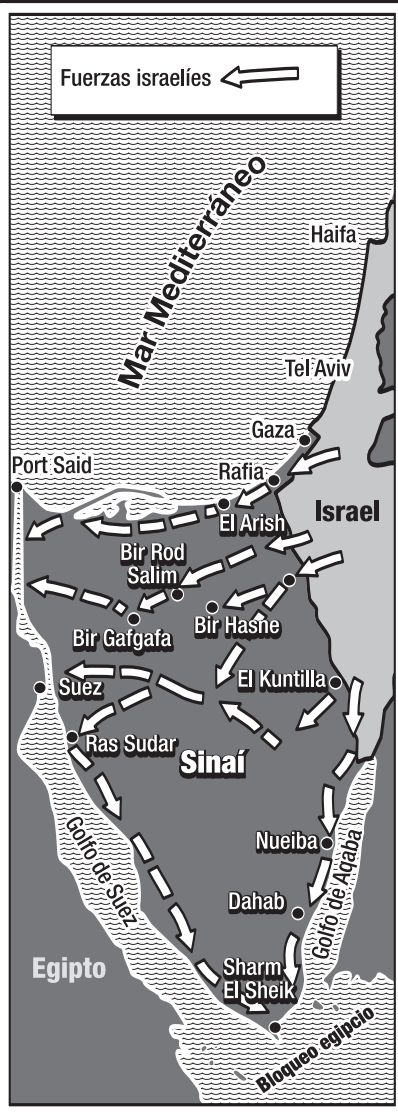 Fuerzas israelíes
Mar Mediterráneo
Haifa
Tel Aviv
Gaza
Port Said
Rafia
El Arish
Israel
Bir Rod
Salim
Bir Gafgafa
Bir Hasne
Suez
El Kuntilla
Ras Sudar
Sinaí
Nueiba
Golfo de Suez
Golfo de Aqaba
Dahab
Egipto
Sharm
El Sheik
Bloqueo egipcio